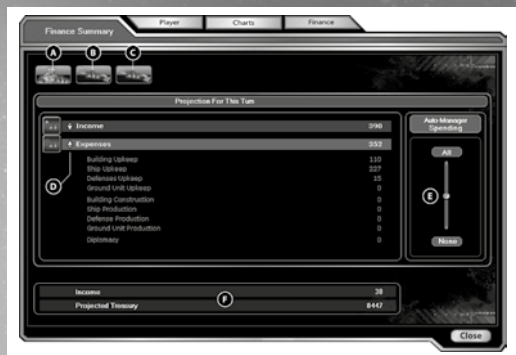 Player
Charts
Finance
Finance Summary
A
B
C
Projection For This Turn
Income 390
Expenses 352
Building Upkeep 110
Ship Upkeep 227
Defenses Upkeep 15
Ground Unit Upkeep 0
Building Construction 0
Ship Production 0
Defense Production 0
Ground Unit Production 0
Diplomacy 0
D
Auto-Manager
Spending
All
E
None
Income 38
Projected Treasury 8447
F
Close